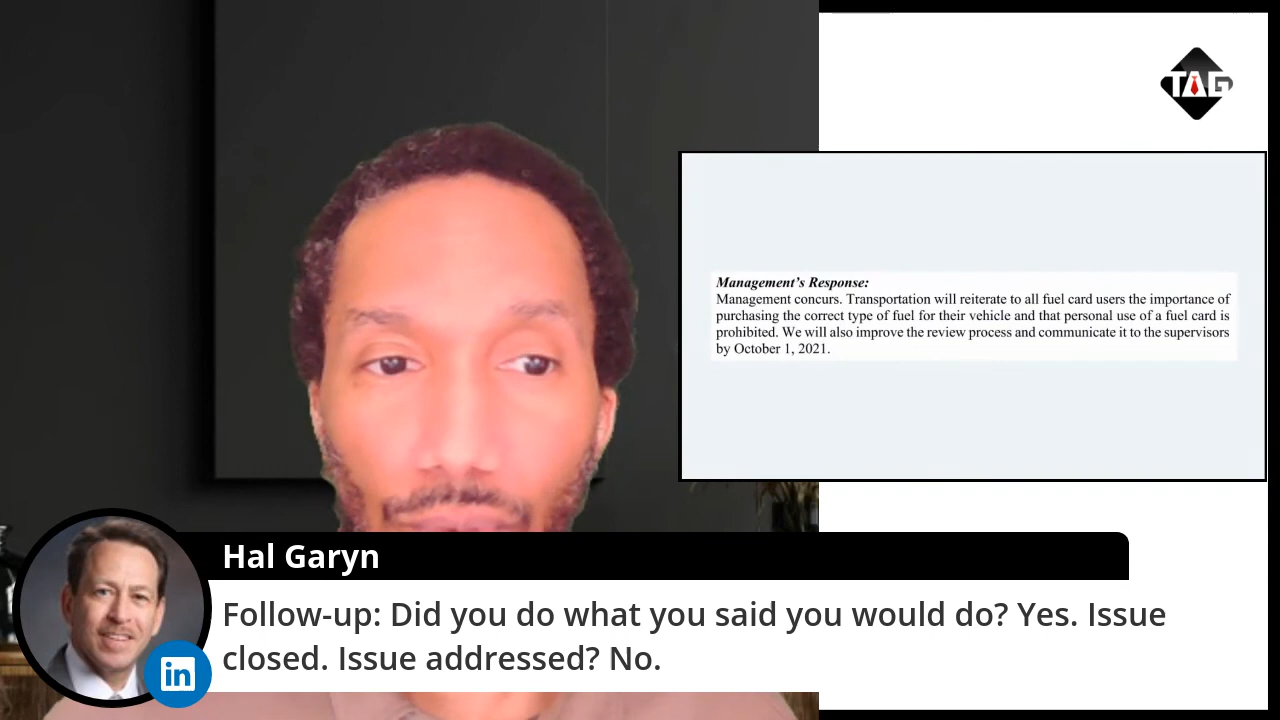 TAG
Management's Response:
Management concurs. Transportation will reiterate to all fuel card users the importance of
purchasing the correct type of fuel for their vehicle and that personal use of a fuel card is
prohibited. We will also improve the review process and communicate it to the supervisors
by October 1, 2021.
Hal Garyn
Follow-up: Did you do what you said you would do? Yes. Issue
closed. Issue addressed? No.
in